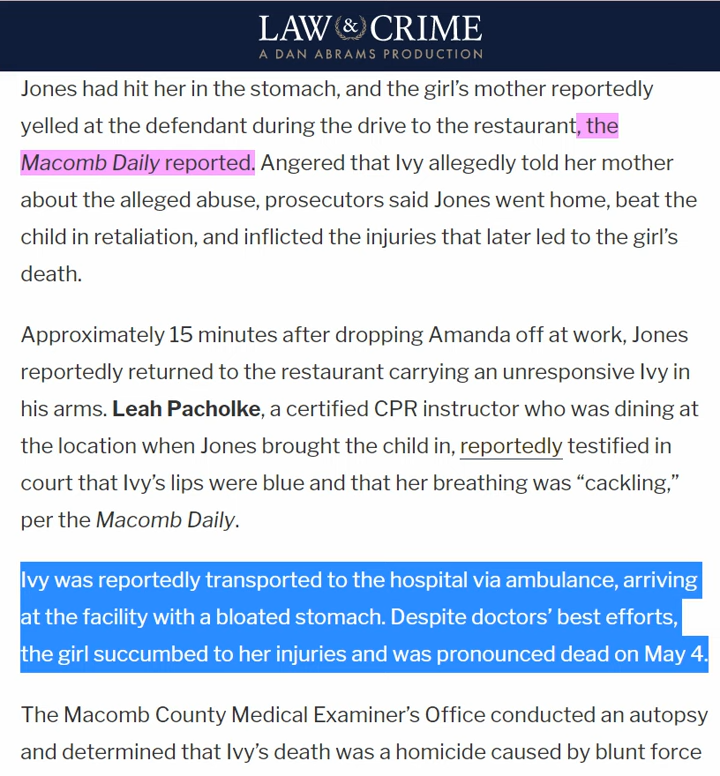 LAW & CRIME
A DAN ABRAMS PRODUCTION
Jones had hit her in the stomach, and the girl’s mother reportedly
yelled at the defendant during the drive to the restaurant, the
Macomb Daily reported. Angered that Ivy allegedly told her mother
about the alleged abuse, prosecutors said Jones went home, beat the
child in retaliation, and inflicted the injuries that later led to the girl’s
death.
Approximately 15 minutes after dropping Amanda off at work, Jones
reportedly returned to the restaurant carrying an unresponsive Ivy in
his arms. Leah Pacholke, a certified CPR instructor who was dining at
the location when Jones brought the child in, reportedly testified in
court that Ivy’s lips were blue and that her breathing was “cackling,”
per the Macomb Daily.
Ivy was reportedly transported to the hospital via ambulance, arriving
at the facility with a bloated stomach. Despite doctors’ best efforts,
the girl succumbed to her injuries and was pronounced dead on May 4.
The Macomb County Medical Examiner’s Office conducted an autopsy
and determined that Ivy’s death was a homicide caused by blunt force